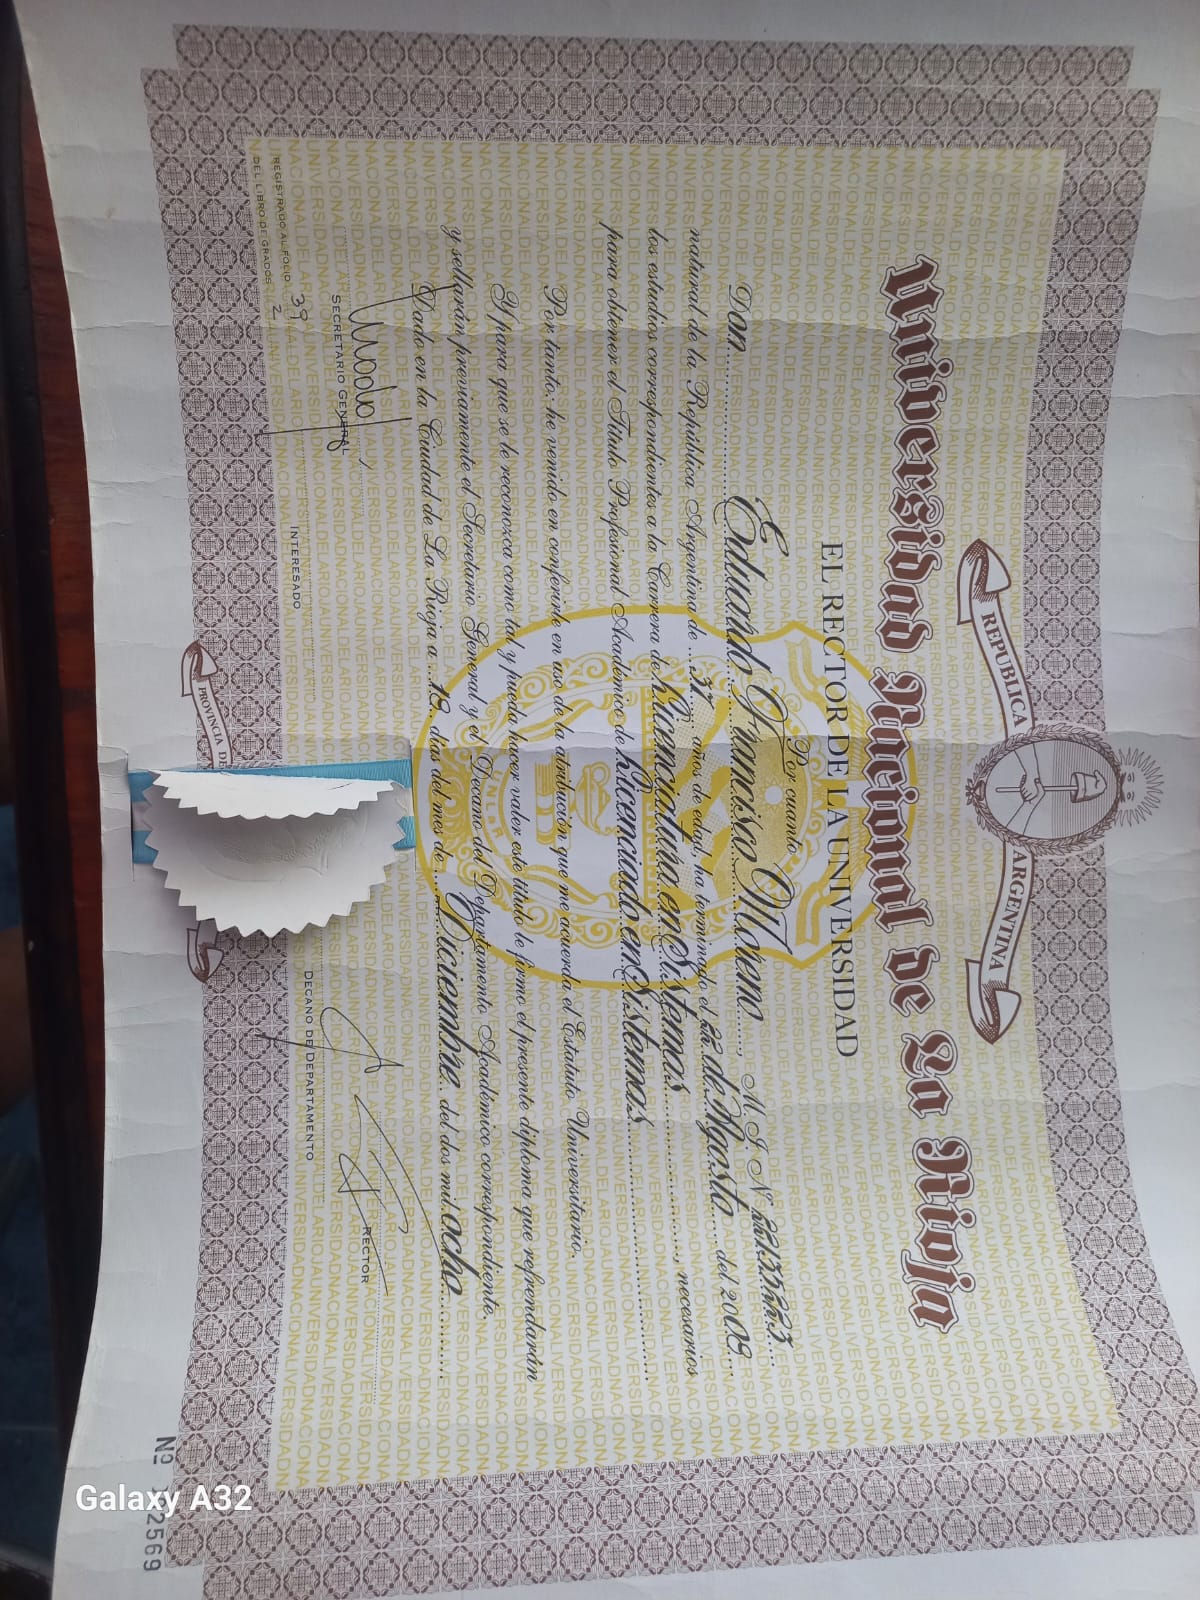 REPUBLICA ARGENTINA
Universidad Nacional de La Rioja
EL RECTOR DE LA UNIVERSIDAD
Por cuanto
Don Eduardo Francisco Moreno, M. I. Nº 22135223
natural de la República Argentina de 37 años de edad, ha terminado el 22 de Agosto del 2008
los estudios correspondientes a la Carrera de Licenciatura en Sistemas, necesarios
para obtener el Titulo Profesional Académico de Licenciado en Sistemas
Por tanto: he venido en conferirle en uso de la atribución que me acuerda el Estatuto Universitario.
Y para que se le reconozca como tal y pueda hacer valer este título le firmo el presente diploma que refrendarán
y sellarán previamente el Secretario General y el Decano del Departamento Académico correspondiente.
Dado en la Ciudad de La Rioja a 19 días del mes de Diciembre del dos mil ocho
SECRETARIO GENERAL
RECTOR
REGISTRADO AL FOLIO 39
DEL LIBRO DE GRADOS 2
INTERESADO
DECANO DE DEPARTAMENTO
UNLaR
PROVINCIA DE
Nº 2569
Galaxy A32